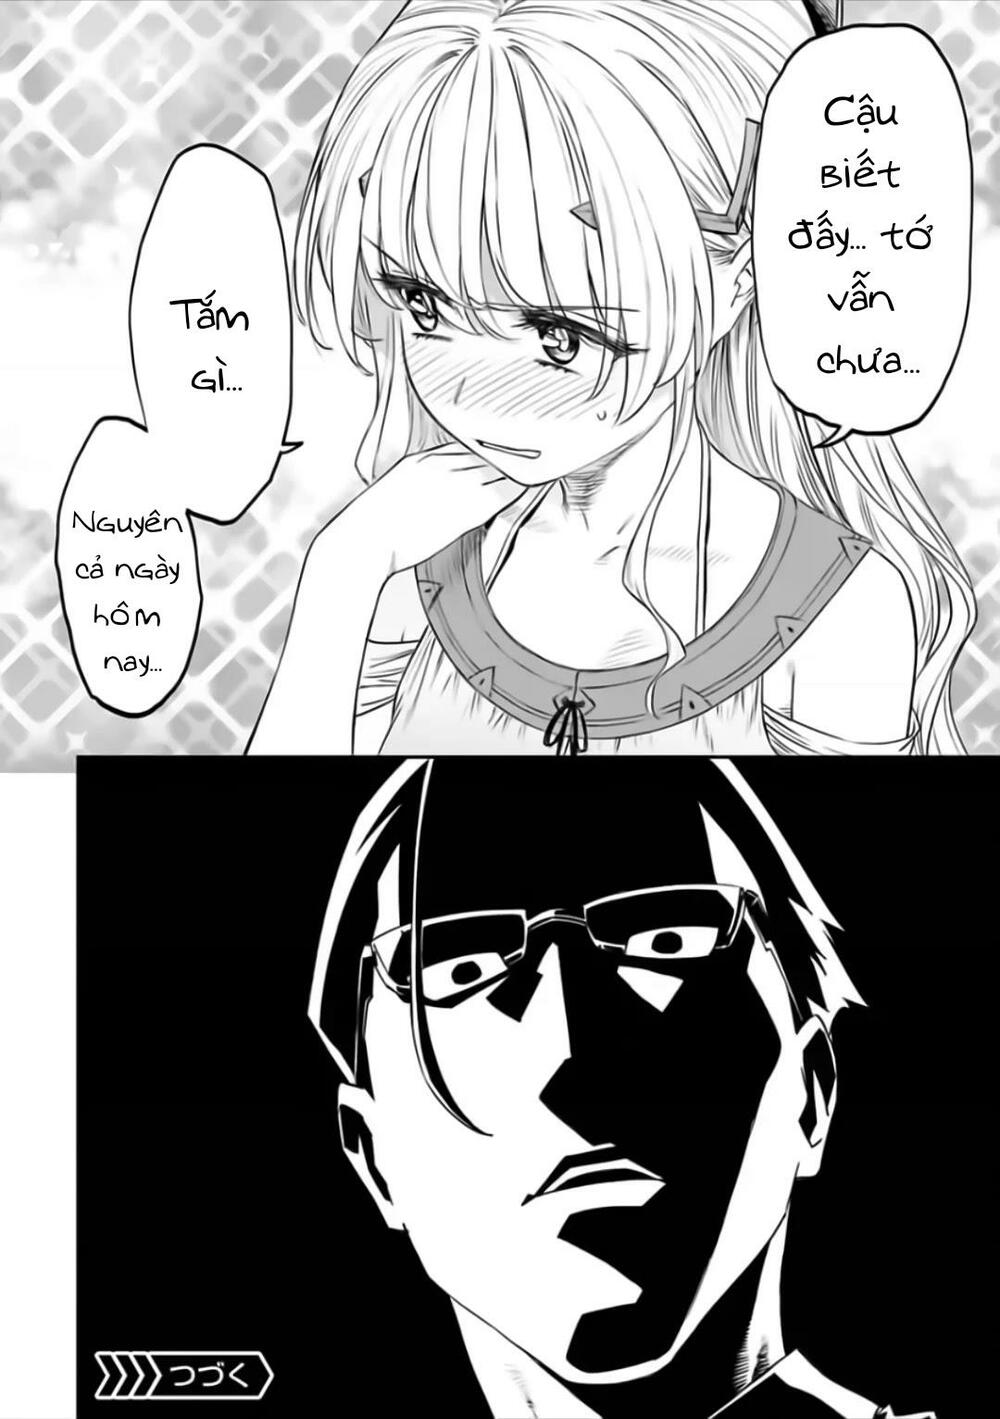 Cậu
Biết
đấy... tớ
vẫn
chưa...
Tắm
gì...
Nguyên
cả ngày
hôm
nay...
つづく